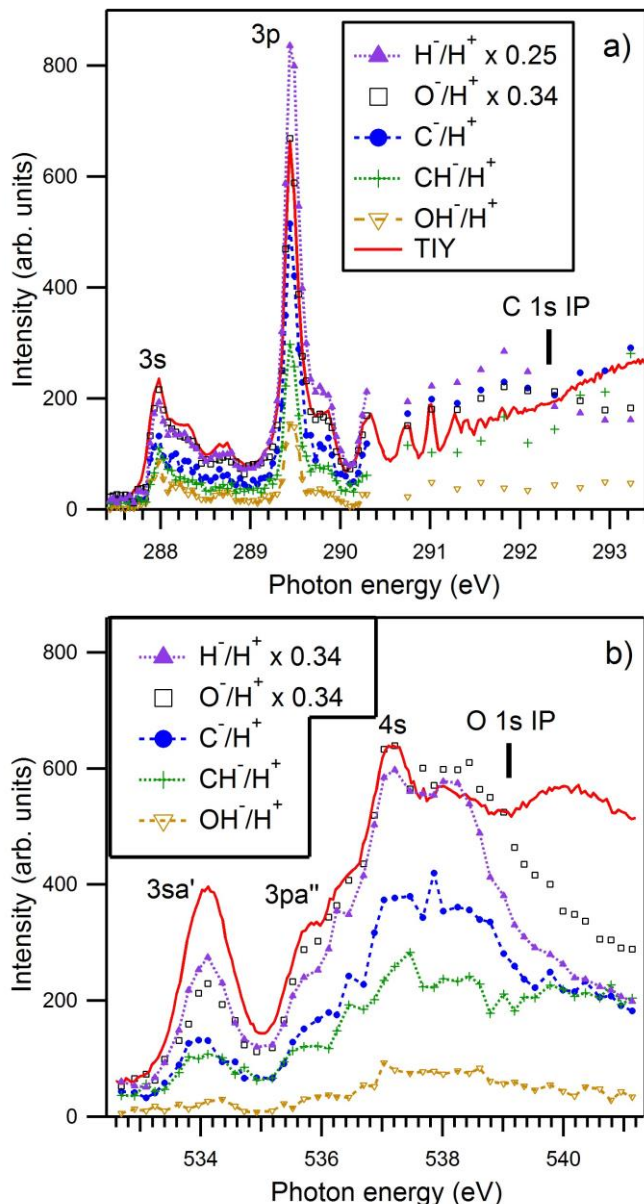 a)
3p
3s
H⁻/H⁺ x 0.25
O⁻/H⁺ x 0.34
C⁻/H⁺
CH⁻/H⁺
OH⁻/H⁺
TIY
C 1s IP
Intensity (arb. units)
800
600
400
200
0
288 289 290 291 292 293
Photon energy (eV)
b)
H⁻/H⁺ x 0.34
O⁻/H⁺ x 0.34
C⁻/H⁺
CH⁻/H⁺
OH⁻/H⁺
4s
O 1s IP
3sa'
3pa"
Intensity (arb. units)
800
600
400
200
0
534 536 538 540
Photon energy (eV)